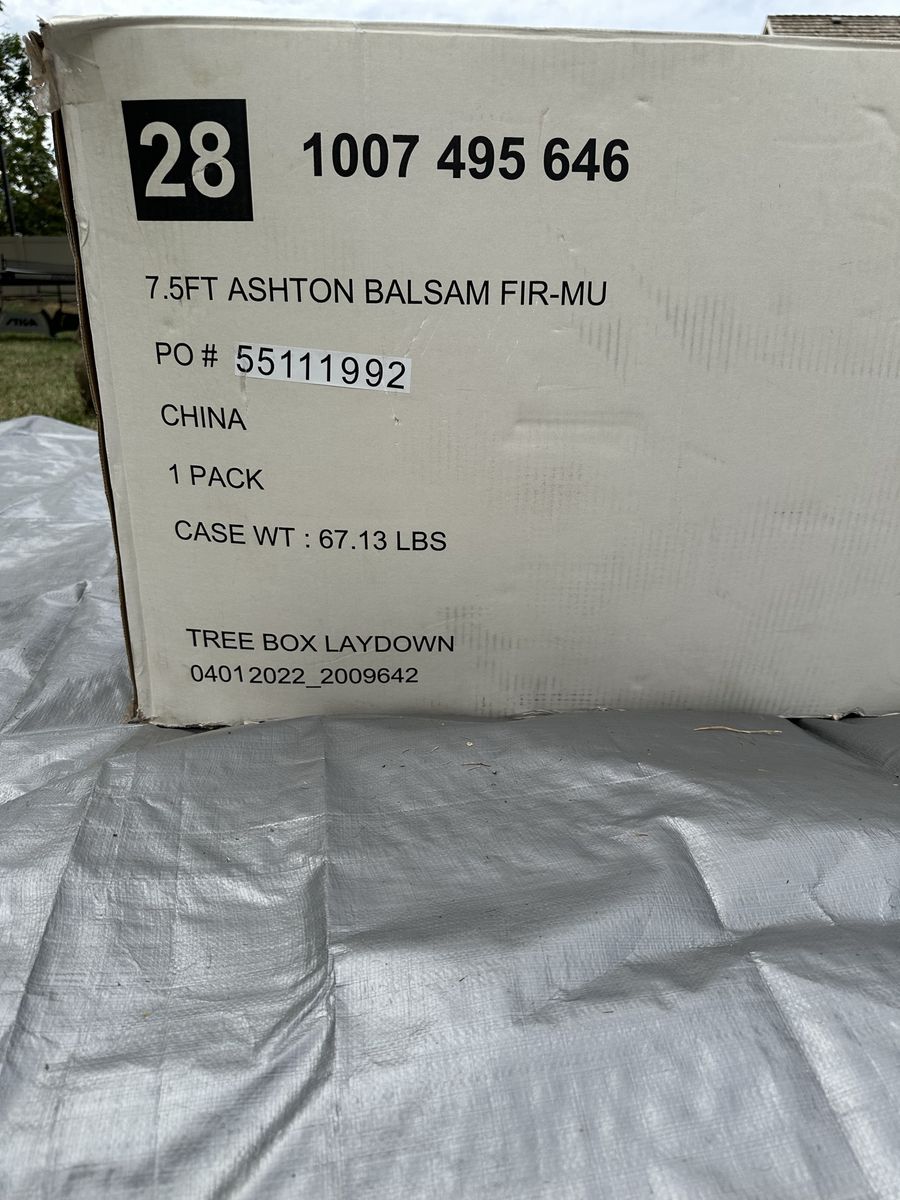 28 1007 495 646
7.5FT ASHTON BALSAM FIR-MU
PO # 55111992
CHINA
1 PACK
CASE WT : 67.13 LBS
TREE BOX LAYDOWN
04012022_2009642
STIGA